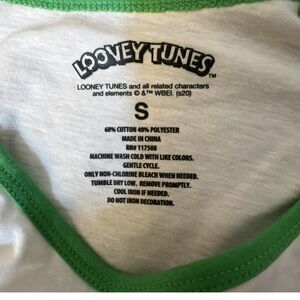 LOONEY TUNES
LOONEY TUNES and all related characters
and elements © & ™ WBEI. (s20)
S
60% COTTON 40% POLYESTER
MADE IN CHINA
RN# 117500
MACHINE WASH COLD WITH LIKE COLORS.
GENTLE CYCLE.
ONLY NON-CHLORINE BLEACH WHEN NEEDED.
TUMBLE DRY LOW. REMOVE PROMPTLY.
COOL IRON IF NEEDED.
DO NOT IRON DECORATION.